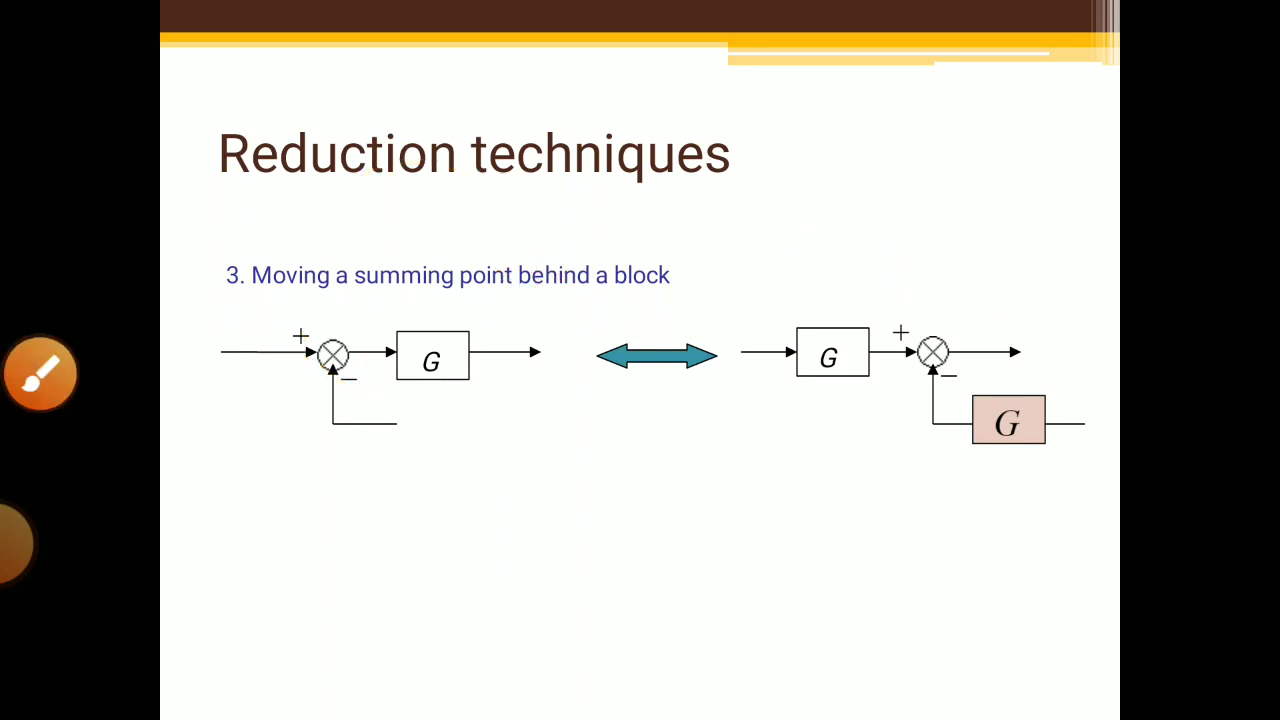 Reduction techniques
3. Moving a summing point behind a block
+ G + G
− −
G